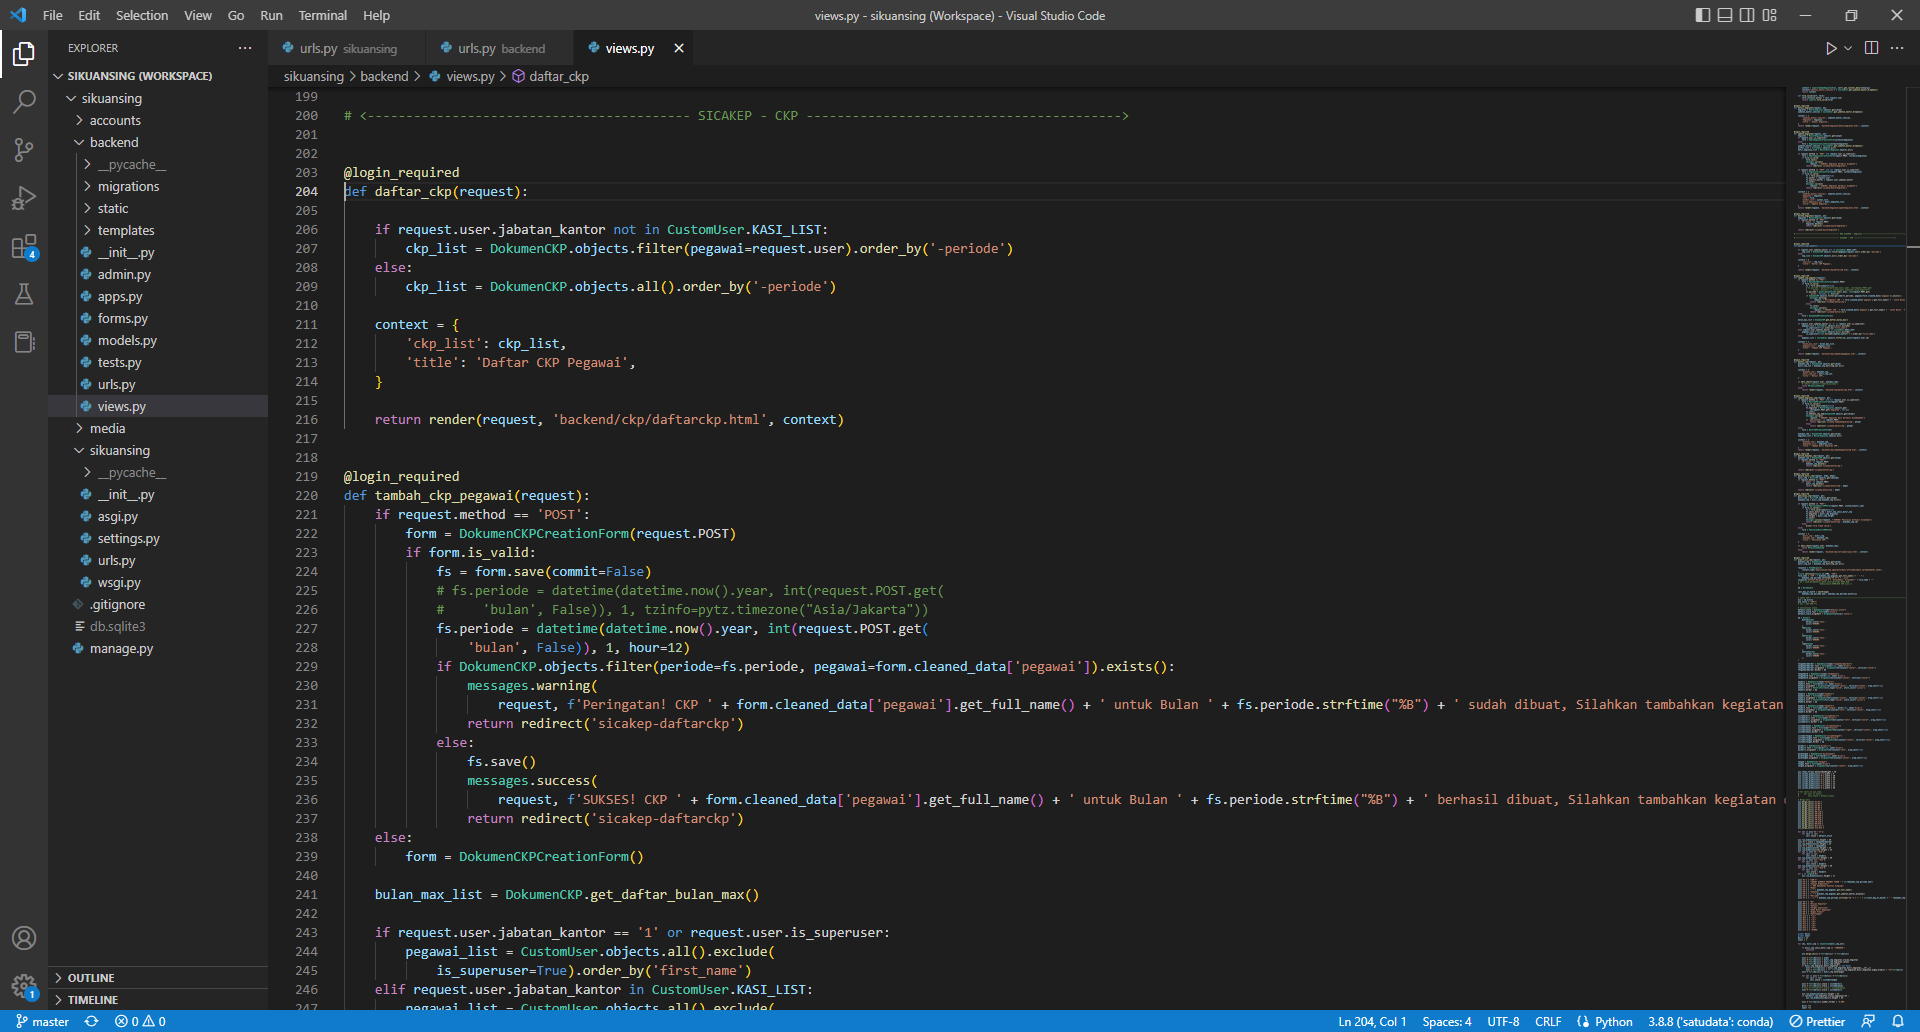 File Edit Selection View Go Run Terminal Help
views.py - sikuansing (Workspace) - Visual Studio Code
EXPLORER
SIKUANSING (WORKSPACE)
sikuansing
accounts
backend
__pycache__
migrations
static
templates
__init__.py
admin.py
apps.py
forms.py
models.py
tests.py
urls.py
views.py
media
sikuansing
__pycache__
__init__.py
asgi.py
settings.py
urls.py
wsgi.py
.gitignore
db.sqlite3
manage.py
OUTLINE
TIMELINE
4
1
urls.py sikuansing urls.py backend views.py
sikuansing > backend > views.py > daftar_ckp
199
200 # <------------------------------------------ SICAKEP - CKP ----------------------------------------->
201
202
203 @login_required
204 def daftar_ckp(request):
205
206     if request.user.jabatan_kantor not in CustomUser.KASI_LIST:
207         ckp_list = DokumenCKP.objects.filter(pegawai=request.user).order_by('-periode')
208     else:
209         ckp_list = DokumenCKP.objects.all().order_by('-periode')
210
211     context = {
212         'ckp_list': ckp_list,
213         'title': 'Daftar CKP Pegawai',
214     }
215
216     return render(request, 'backend/ckp/daftarckp.html', context)
217
218
219 @login_required
220 def tambah_ckp_pegawai(request):
221     if request.method == 'POST':
222         form = DokumenCKPCreationForm(request.POST)
223         if form.is_valid:
224             fs = form.save(commit=False)
225             # fs.periode = datetime(datetime.now().year, int(request.POST.get(
226             #     'bulan', False)), 1, tzinfo=pytz.timezone("Asia/Jakarta"))
227             fs.periode = datetime(datetime.now().year, int(request.POST.get(
228                 'bulan', False)), 1, hour=12)
229             if DokumenCKP.objects.filter(periode=fs.periode, pegawai=form.cleaned_data['pegawai']).exists():
230                 messages.warning(
231                     request, f'Peringatan! CKP ' + form.cleaned_data['pegawai'].get_full_name() + ' untuk Bulan ' + fs.periode.strftime("%B") + ' sudah dibuat, Silahkan tambahkan kegiatan
232                 return redirect('sicakep-daftarckp')
233             else:
234                 fs.save()
235                 messages.success(
236                     request, f'SUKSES! CKP ' + form.cleaned_data['pegawai'].get_full_name() + ' untuk Bulan ' + fs.periode.strftime("%B") + ' berhasil dibuat, Silahkan tambahkan kegiatan
237                 return redirect('sicakep-daftarckp')
238     else:
239         form = DokumenCKPCreationForm()
240
241     bulan_max_list = DokumenCKP.get_daftar_bulan_max()
242
243     if request.user.jabatan_kantor == '1' or request.user.is_superuser:
244         pegawai_list = CustomUser.objects.all().exclude(
245             is_superuser=True).order_by('first_name')
246     elif request.user.jabatan_kantor in CustomUser.KASI_LIST:
247         pegawai_list = CustomUser.objects.all().exclude(
master 0 0 Ln 204, Col 1 Spaces: 4 UTF-8 CRLF Python 3.8.8 ('satudata': conda) Prettier